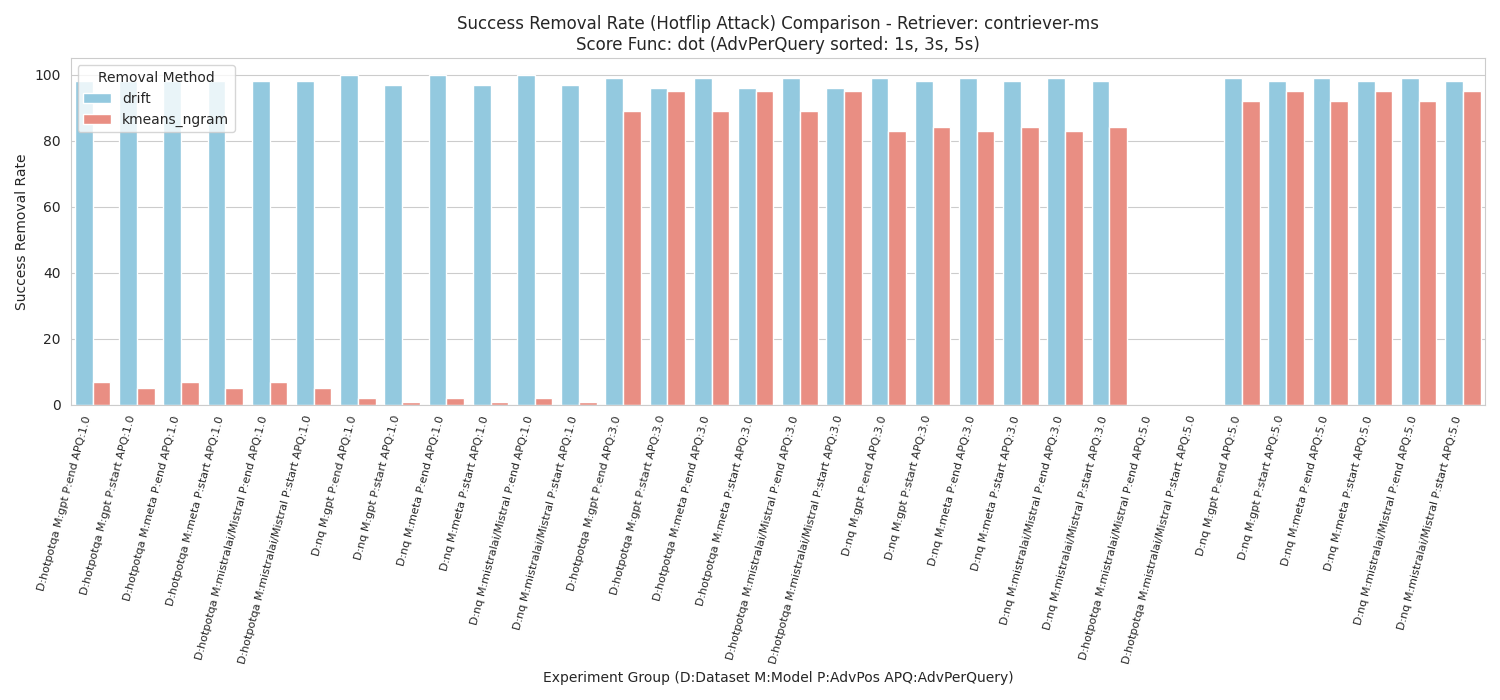 Success Removal Rate (Hotflip Attack) Comparison - Retriever: contriever-ms
Score Func: dot (AdvPerQuery sorted: 1s, 3s, 5s)
Removal Method
drift
kmeans_ngram
Success Removal Rate
100
80
60
40
20
0
D:hotpotqa M:gpt P:end APQ:1.0
D:hotpotqa M:gpt P:start APQ:1.0
D:hotpotqa M:meta P:end APQ:1.0
D:hotpotqa M:meta P:start APQ:1.0
D:hotpotqa M:mistralai/Mistral P:end APQ:1.0
D:hotpotqa M:mistralai/Mistral P:start APQ:1.0
D:nq M:gpt P:end APQ:1.0
D:nq M:gpt P:start APQ:1.0
D:nq M:meta P:end APQ:1.0
D:nq M:meta P:start APQ:1.0
D:nq M:mistralai/Mistral P:end APQ:1.0
D:nq M:mistralai/Mistral P:start APQ:1.0
D:hotpotqa M:gpt P:end APQ:3.0
D:hotpotqa M:gpt P:start APQ:3.0
D:hotpotqa M:meta P:end APQ:3.0
D:hotpotqa M:meta P:start APQ:3.0
D:hotpotqa M:mistralai/Mistral P:end APQ:3.0
D:hotpotqa M:mistralai/Mistral P:start APQ:3.0
D:nq M:gpt P:end APQ:3.0
D:nq M:gpt P:start APQ:3.0
D:nq M:meta P:end APQ:3.0
D:nq M:meta P:start APQ:3.0
D:nq M:mistralai/Mistral P:end APQ:3.0
D:nq M:mistralai/Mistral P:start APQ:3.0
D:hotpotqa M:mistralai/Mistral P:end APQ:5.0
D:hotpotqa M:mistralai/Mistral P:start APQ:5.0
D:nq M:gpt P:end APQ:5.0
D:nq M:gpt P:start APQ:5.0
D:nq M:meta P:end APQ:5.0
D:nq M:meta P:start APQ:5.0
D:nq M:mistralai/Mistral P:end APQ:5.0
D:nq M:mistralai/Mistral P:start APQ:5.0
Experiment Group (D:Dataset M:Model P:AdvPos APQ:AdvPerQuery)